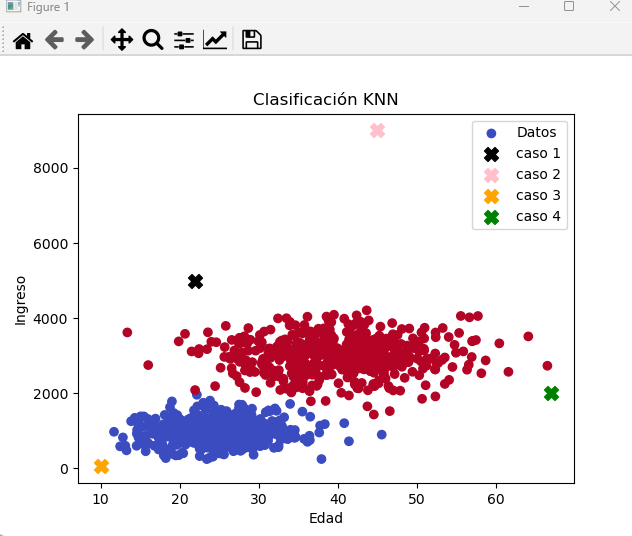 Figure 1
Clasificación KNN
Datos
caso 1
caso 2
caso 3
caso 4
Ingreso
8000
6000
4000
2000
0
10 20 30 40 50 60
Edad